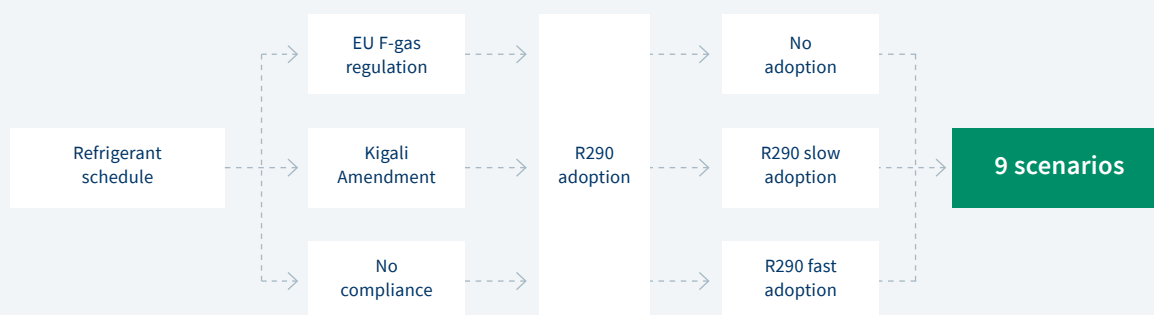 Refrigerant
schedule
EU F-gas
regulation
Kigali
Amendment
No
compliance
R290
adoption
No
adoption
R290 slow
adoption
R290 fast
adoption
9 scenarios